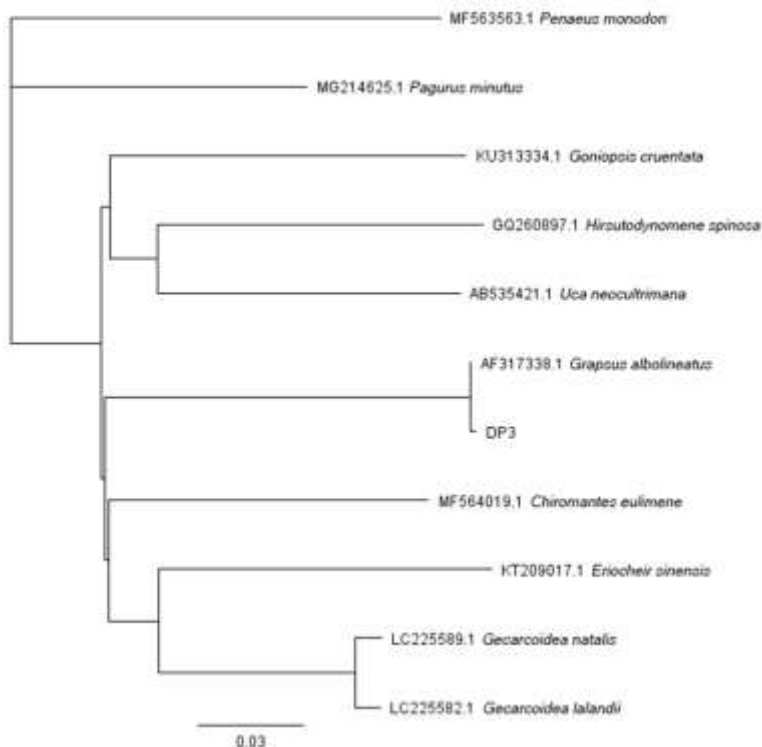 MF563563.1 Penaeus monodon
MG214625.1 Pagurus minutus
KU313334.1 Goniopsis cruentata
GQ260897.1 Hirsutodynomene spinosa
AB535421.1 Uca neocultrimana
AF317338.1 Grapsus albolineatus
DP3
MF564019.1 Chiromantes eulimene
KT209017.1 Eriocheir sinensis
LC225589.1 Gecarcoidea natalis
LC225582.1 Gecarcoidea lalandii
0.03